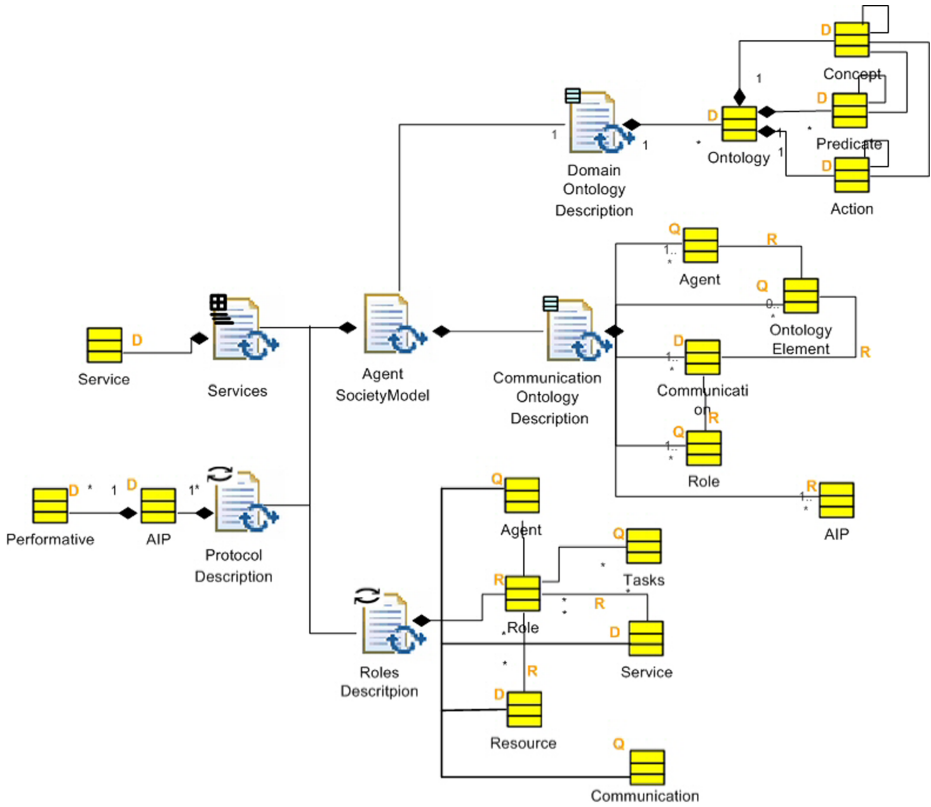 D
Concept
1
D
Predicate
*
1
D
Action
1
D
Ontology
*
1
1
Domain
Ontology
Description
Q
1..
*
Agent
R
Q
0..
*
Ontology
Element
R
D
1..
*
Communicati
on
R
Q
1..
*
Role
R
1..
*
AIP
Communication
Ontology
Description
Agent
SocietyModel
D
Service
Services
D
*
1
D
1*
Performative
AIP
Protocol
Description
Q
Agent
Q
*
Tasks
R
*
*
Role
R
*
D
Service
*
*
R
D
Resource
Q
Communication
Roles
Descritpion